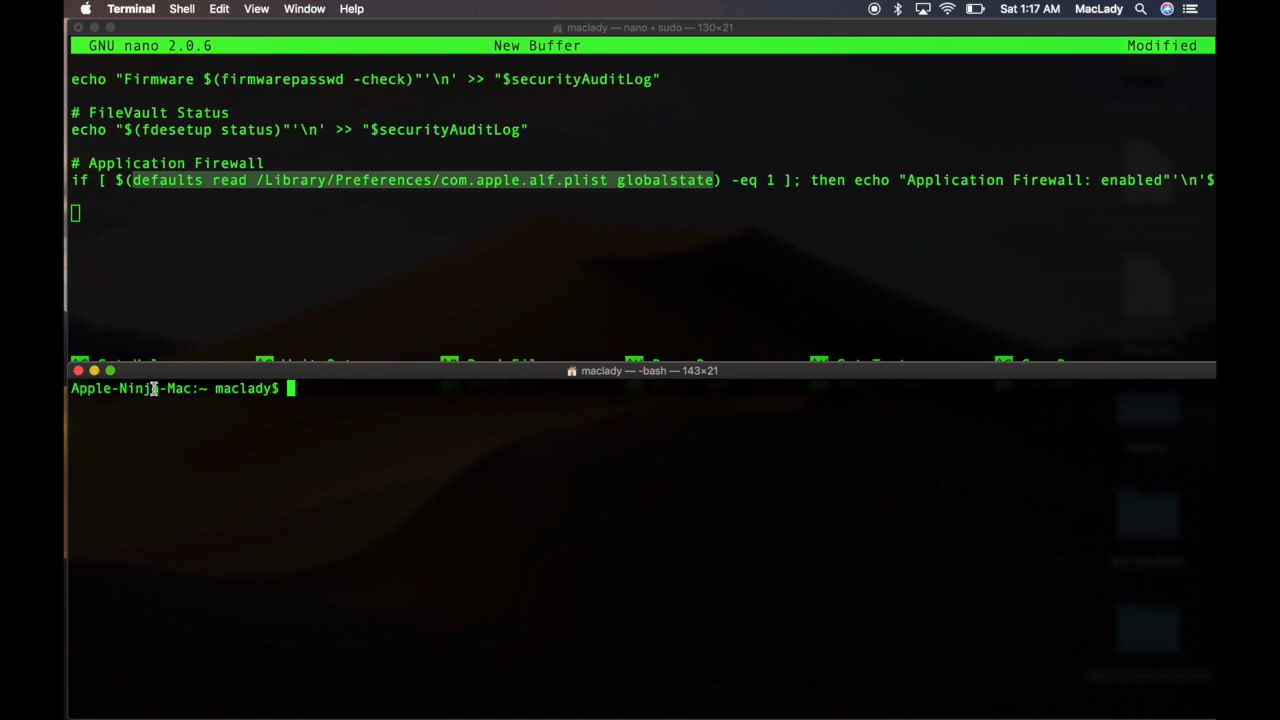 Terminal Shell Edit View Window Help Sat 1:17 AM MacLady
maclady — nano • sudo — 130×21
GNU nano 2.0.6 New Buffer Modified
echo "Firmware $(firmwarepasswd -check)"'\n' >> "$securityAuditLog"
# FileVault Status
echo "$(fdesetup status)"'\n' >> "$securityAuditLog"
# Application Firewall
if [ $(defaults read /Library/Preferences/com.apple.alf.plist globalstate) -eq 1 ]; then echo "Application Firewall: enabled"'\n'$
maclady — -bash — 143×21
Apple-Ninja-Mac:~ maclady$